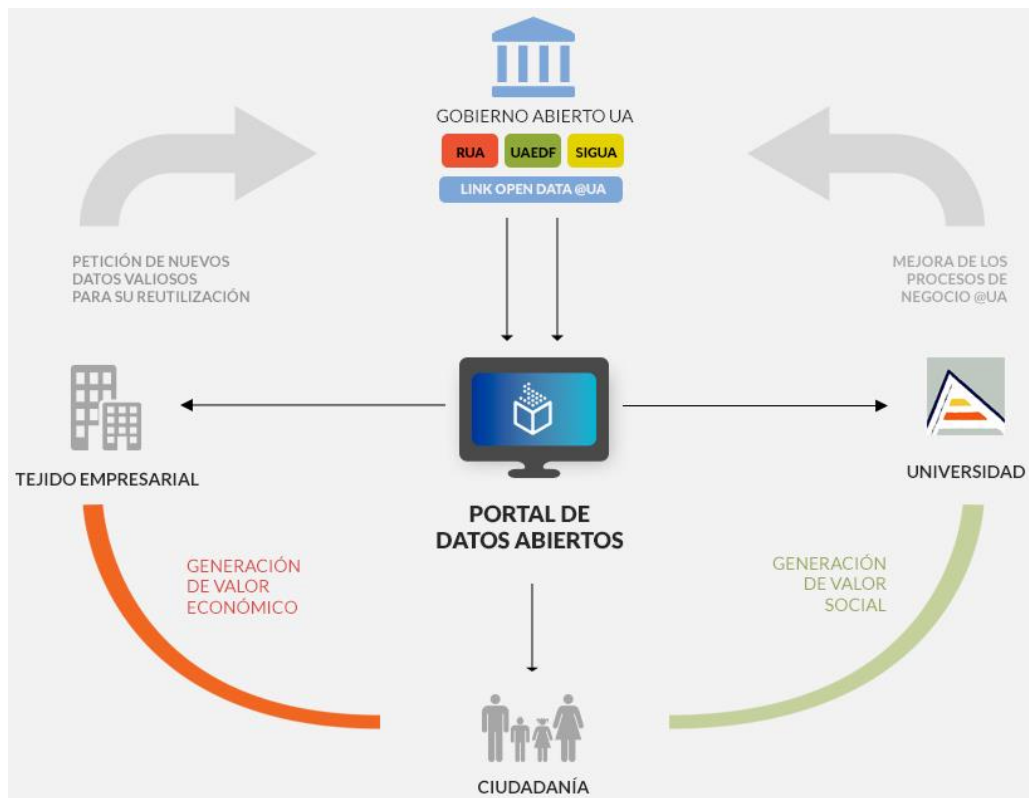 GOBIERNO ABIERTO UA
RUA UAEDF SIGUA
LINK OPEN DATA @UA
PETICIÓN DE NUEVOS
DATOS VALIOSOS
PARA SU REUTILIZACIÓN
MEJORA DE LOS
PROCESOS DE
NEGOCIO @UA
TEJIDO EMPRESARIAL
UNIVERSIDAD
PORTAL DE
DATOS ABIERTOS
GENERACIÓN
DE VALOR
ECONÓMICO
GENERACIÓN
DE VALOR
SOCIAL
CIUDADANÍA